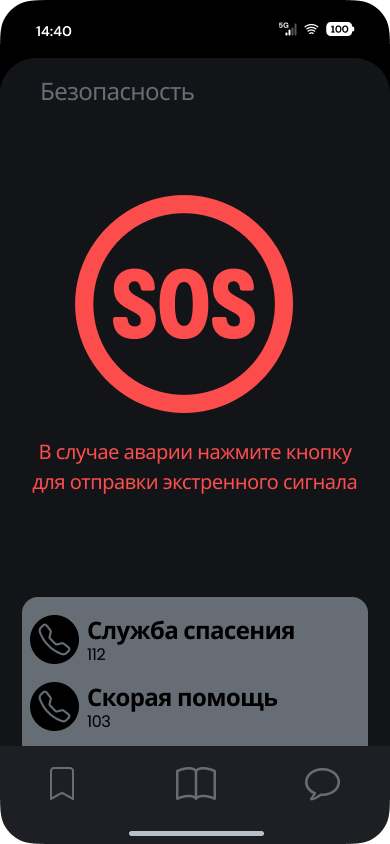 14:40
5G
100
Безопасность
SOS
В случае аварии нажмите кнопку
для отправки экстренного сигнала
Служба спасения
112
Скорая помощь
103